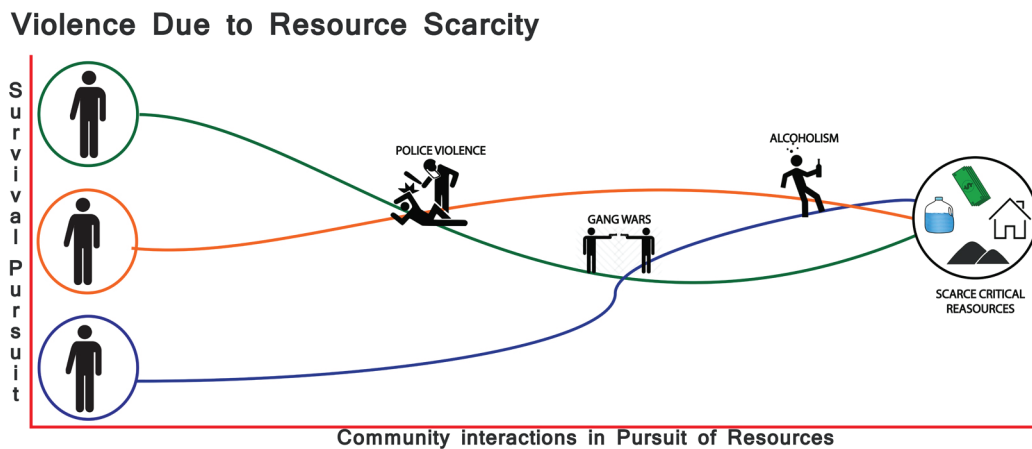 Violence Due to Resource Scarcity
Survival Pursuit
POLICE VIOLENCE
ALCOHOLISM
GANG WARS
$
SCARCE CRITICAL
REASOURCES
Community interactions in Pursuit of Resources